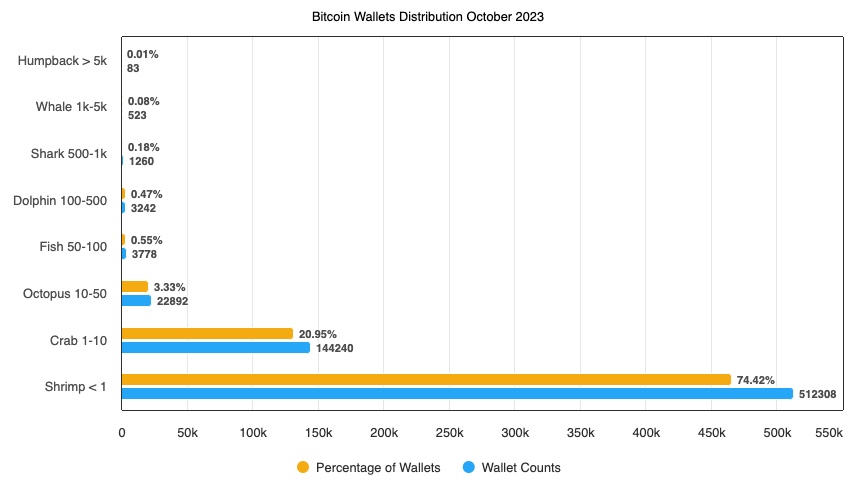 Bitcoin Wallets Distribution October 2023
Humpback > 5k
0.01%
83
Whale 1k-5k
0.08%
523
Shark 500-1k
0.18%
1260
Dolphin 100-500
0.47%
3242
Fish 50-100
0.55%
3778
Octopus 10-50
3.33%
22892
Crab 1-10
20.95%
144240
Shrimp < 1
74.42%
512308
0 50k 100k 150k 200k 250k 300k 350k 400k 450k 500k 550k
Percentage of Wallets Wallet Counts